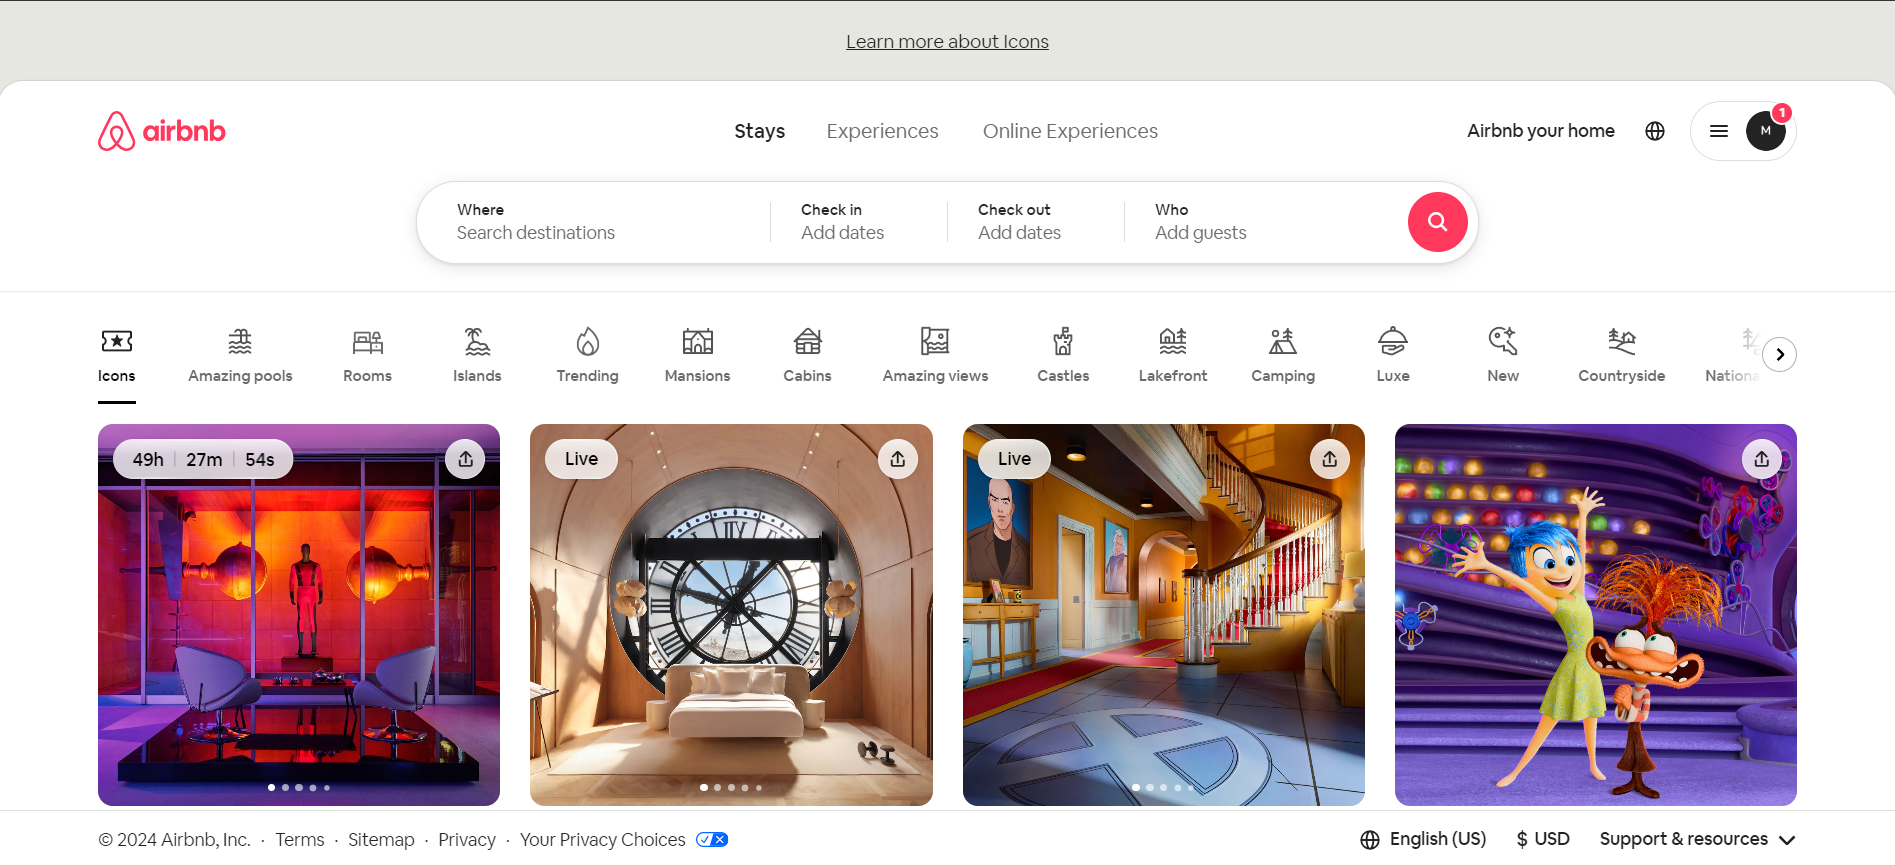 Learn more about Icons
airbnb
Stays
Experiences
Online Experiences
Airbnb your home
M
1
Where
Search destinations
Check in
Add dates
Check out
Add dates
Who
Add guests
Icons
Amazing pools
Rooms
Islands
Trending
Mansions
Cabins
Amazing views
Castles
Lakefront
Camping
Luxe
New
Countryside
Nationa
49h 27m 54s
Live
Live
© 2024 Airbnb, Inc. · Terms · Sitemap · Privacy · Your Privacy Choices
English (US)
$ USD
Support & resources